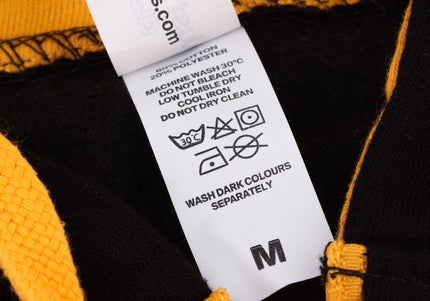 s.com
80% COTTON
20% POLYESTER
MACHINE WASH 30°C
DO NOT BLEACH
LOW TUMBLE DRY
COOL IRON
DO NOT DRY CLEAN
30°C
WASH DARK COLOURS
SEPARATELY
M